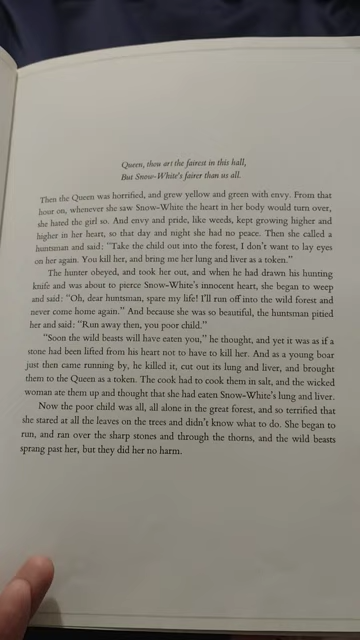 Queen, thou art the fairest in this hall,
But Snow-White's fairer than us all.
Then the Queen was horrified, and grew yellow and green with envy. From that
hour on, whenever she saw Snow-White the heart in her body would turn over,
she hated the girl so. And envy and pride, like weeds, kept growing higher and
higher in her heart, so that day and night she had no peace. Then she called a
huntsman and said: "Take the child out into the forest, I don't want to lay eyes
on her again. You kill her, and bring me her lung and liver as a token."
The hunter obeyed, and took her out, and when he had drawn his hunting
knife and was about to pierce Snow-White's innocent heart, she began to weep
and said: "Oh, dear huntsman, spare my life! I'll run off into the wild forest and
never come home again." And because she was so beautiful, the huntsman pitied
her and said: "Run away then, you poor child."
"Soon the wild beasts will have eaten you," he thought, and yet it was as if a
stone had been lifted from his heart not to have to kill her. And as a young boar
just then came running by, he killed it, cut out its lung and liver, and brought
them to the Queen as a token. The cook had to cook them in salt, and the wicked
woman ate them up and thought that she had eaten Snow-White's lung and liver.
Now the poor child was all, all alone in the great forest, and so terrified that
she stared at all the leaves on the trees and didn't know what to do. She began to
run, and ran over the sharp stones and through the thorns, and the wild beasts
sprang past her, but they did her no harm.